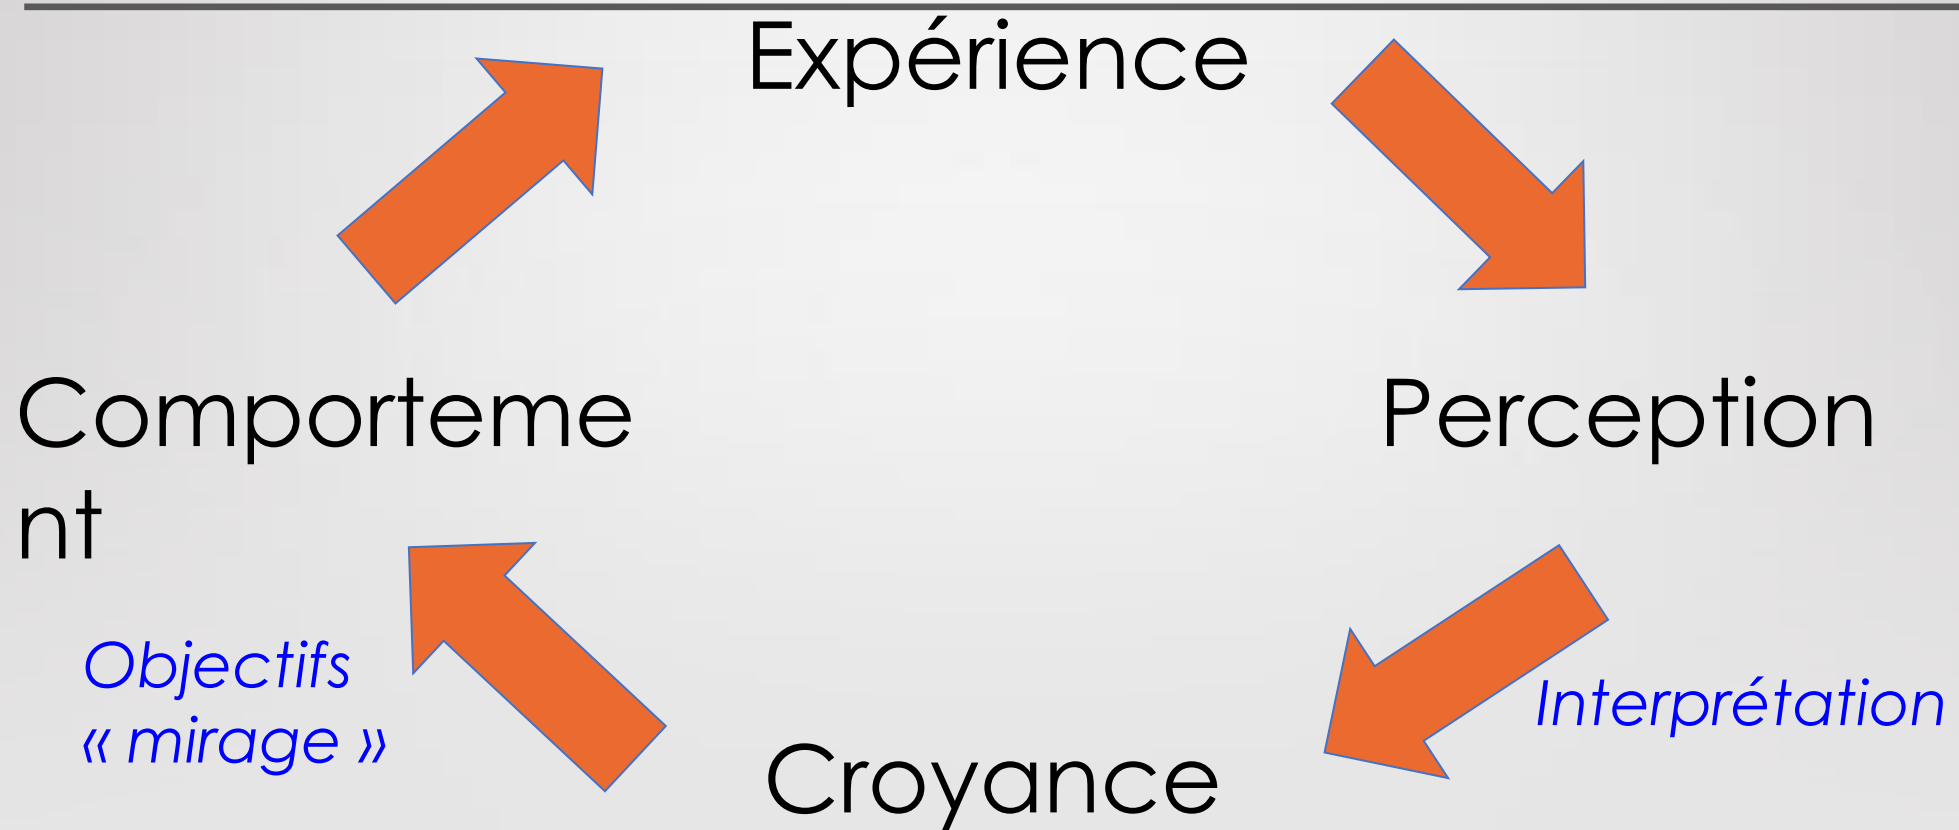 Expérience
Comporteme
nt
Perception
Objectifs
« mirage »
Interprétation
Croyance